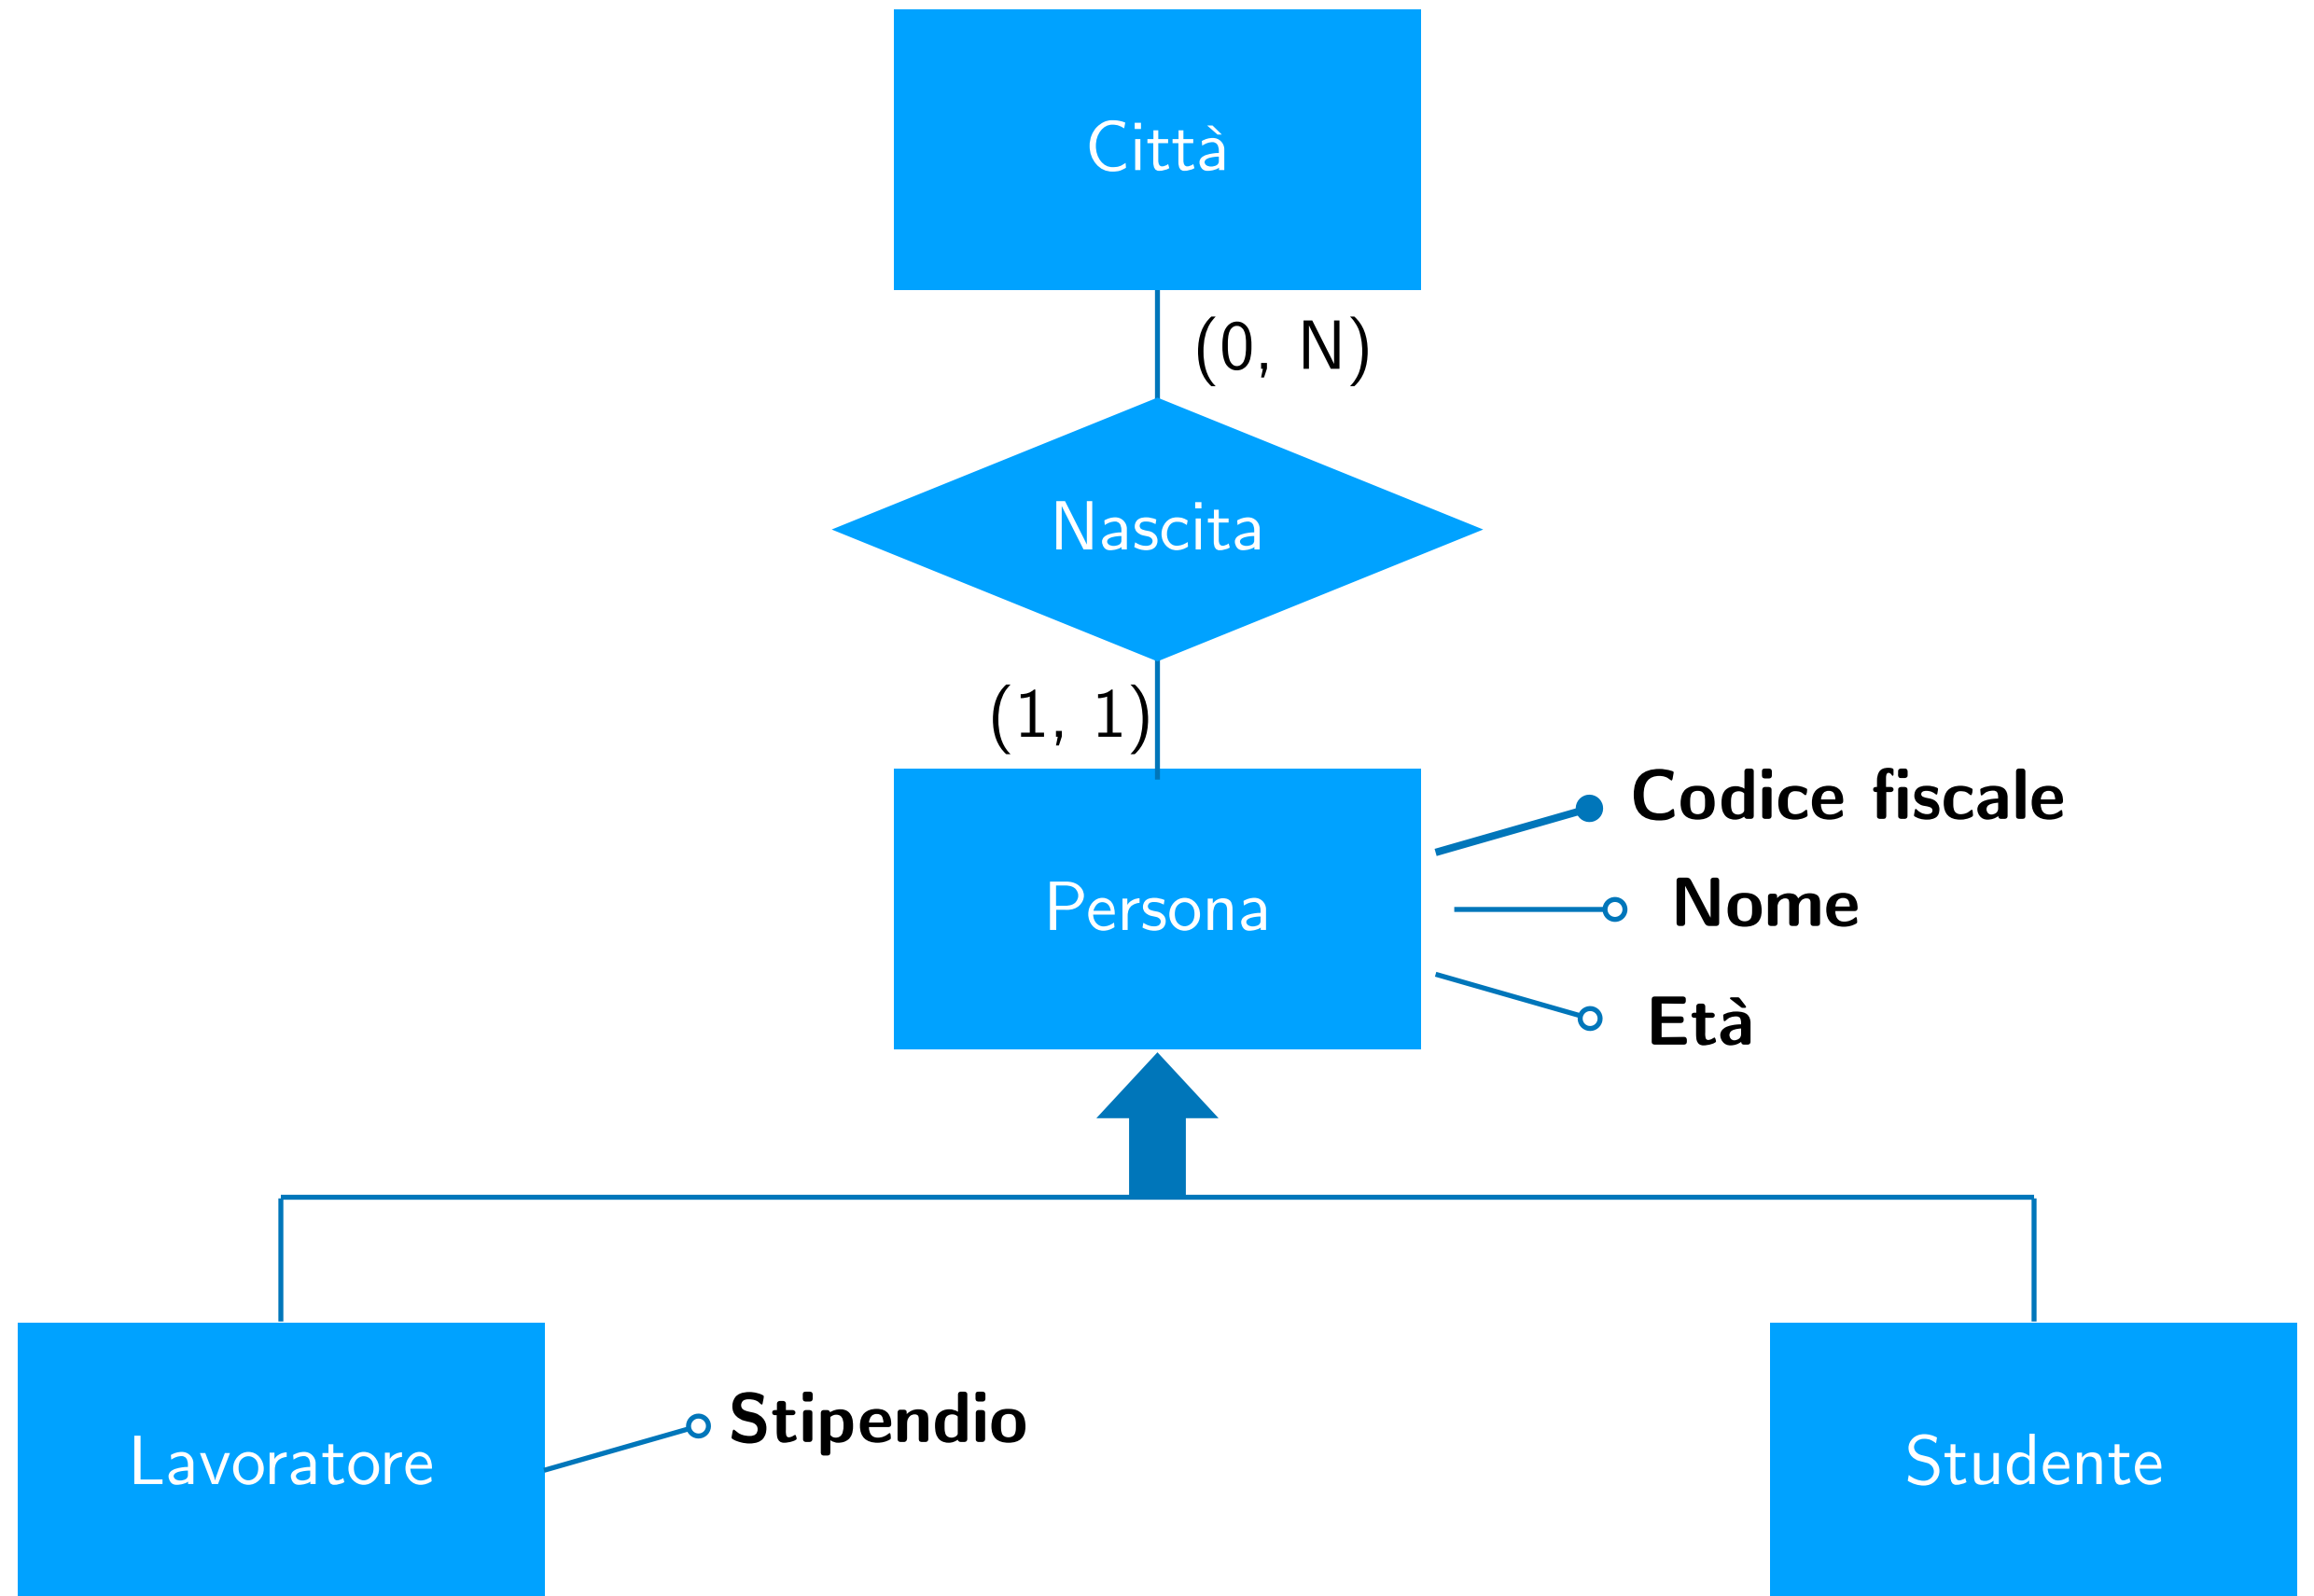 Città
(0, N)
Nascita
(1, 1)
Codice fiscale
Persona
Nome
Età
Stipendio
Lavoratore
Studente